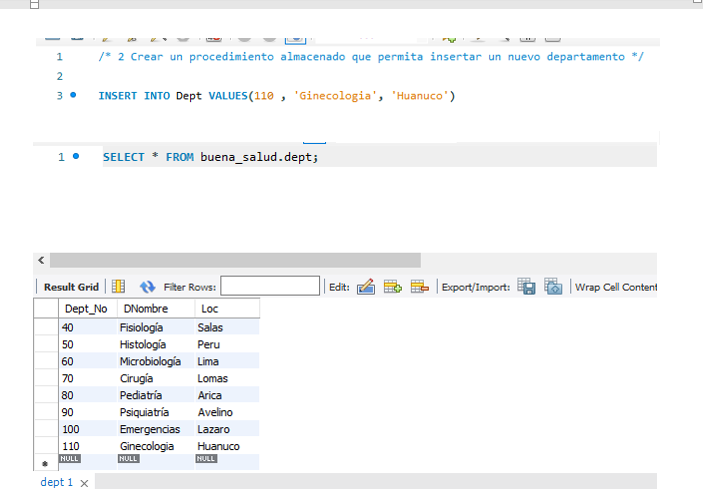 1 /* 2 Crear un procedimiento almacenado que permita insertar un nuevo departamento */
2
3 INSERT INTO Dept VALUES(110 , 'Ginecologia', 'Huanuco')
1 SELECT * FROM buena_salud.dept;
Result Grid Filter Rows: Edit: Export/Import: Wrap Cell Content
Dept_No DNombre Loc
40 Fisiología Salas
50 Histología Peru
60 Microbiología Lima
70 Cirugía Lomas
80 Pediatría Arica
90 Psiquiatría Avelino
100 Emergencias Lazaro
110 Ginecologia Huanuco
NULL NULL NULL
dept 1